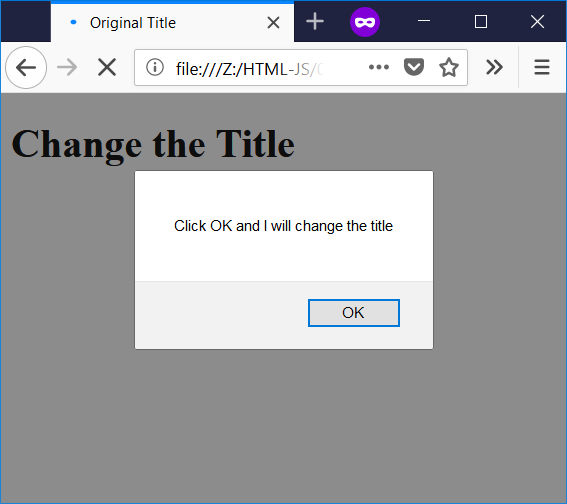 Original Title
file:///Z:/HTML-JS/
Change the Title
Click OK and I will change the title
OK